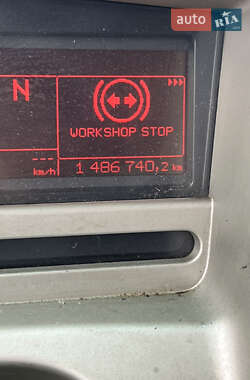 auto RIA
N
WORKSHOP STOP
---
km/h
1 486 740,2 km